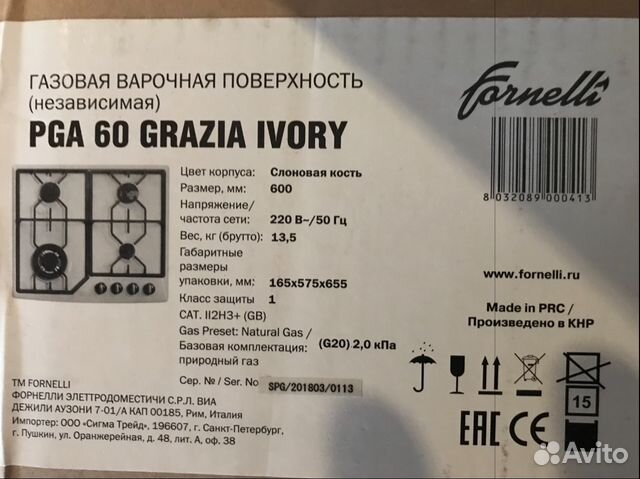 ГАЗОВАЯ ВАРОЧНАЯ ПОВЕРХНОСТЬ
(независимая)
PGA 60 GRAZIA IVORY
Fornelli
8 032089 000413
Цвет корпуса: Слоновая кость
Размер, мм: 600
Напряжение/
частота сети: 220 В~/50 Гц
Вес, кг (брутто): 13,5
Габаритные
размеры
упаковки, мм: 165x575x655
Класс защиты 1
CAT. II2H3+ (GB)
Gas Preset: Natural Gas /
Базовая комплектация: (G20) 2,0 кПа
природный газ
Сер. № / Ser. No SPG/201803/0113
www.fornelli.ru
Made in PRC /
Произведено в КНР
15
EAC CE
ТМ FORNELLI
ФОРНЕЛЛИ ЭЛЕТТРОДОМЕСТИЧИ С.Р.Л. ВИА
ДЕЖИЛИ АУЗОНИ 7-01/А КАП 00185, Рим, Италия
Импортер: ООО «Сигма Трейд», 196607, г. Санкт-Петербург,
г. Пушкин, ул. Оранжерейная, д. 48, лит. А, оф. 38
Avito